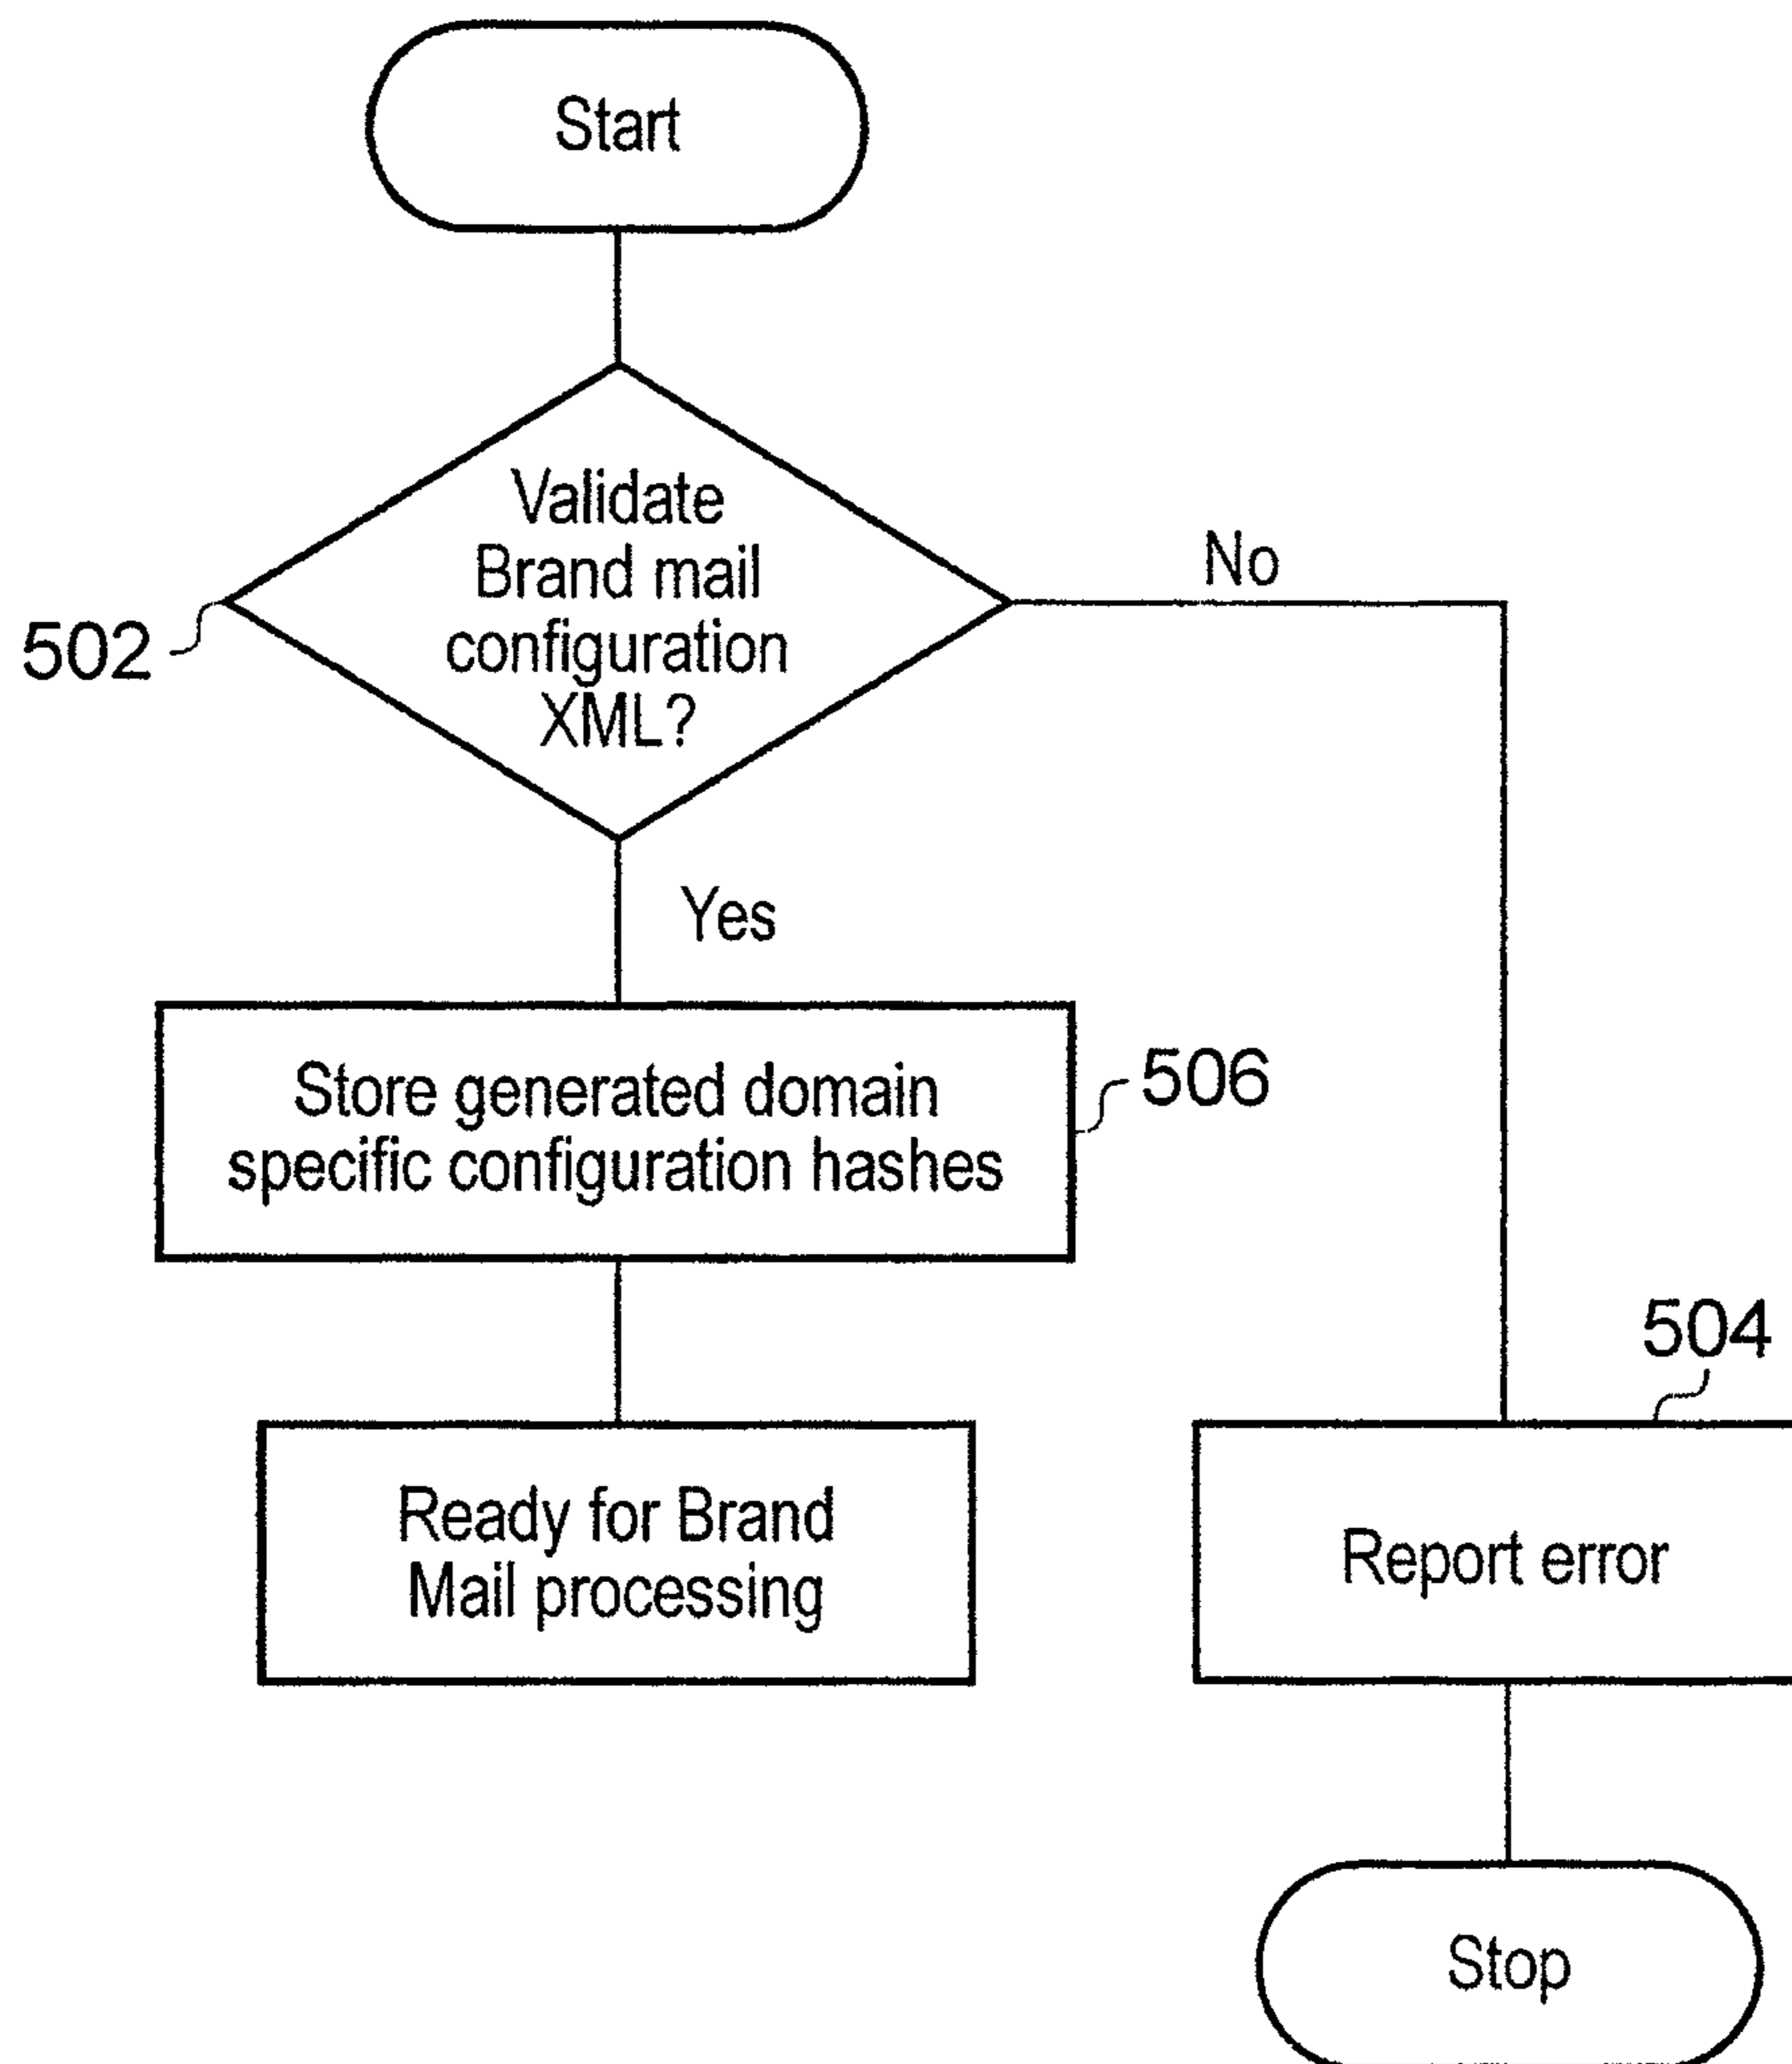 Start
Validate
Brand mail
configuration
XML?
502
No
Yes
Store generated domain
specific configuration hashes
506
504
Ready for Brand
Mail processing
Report error
Stop